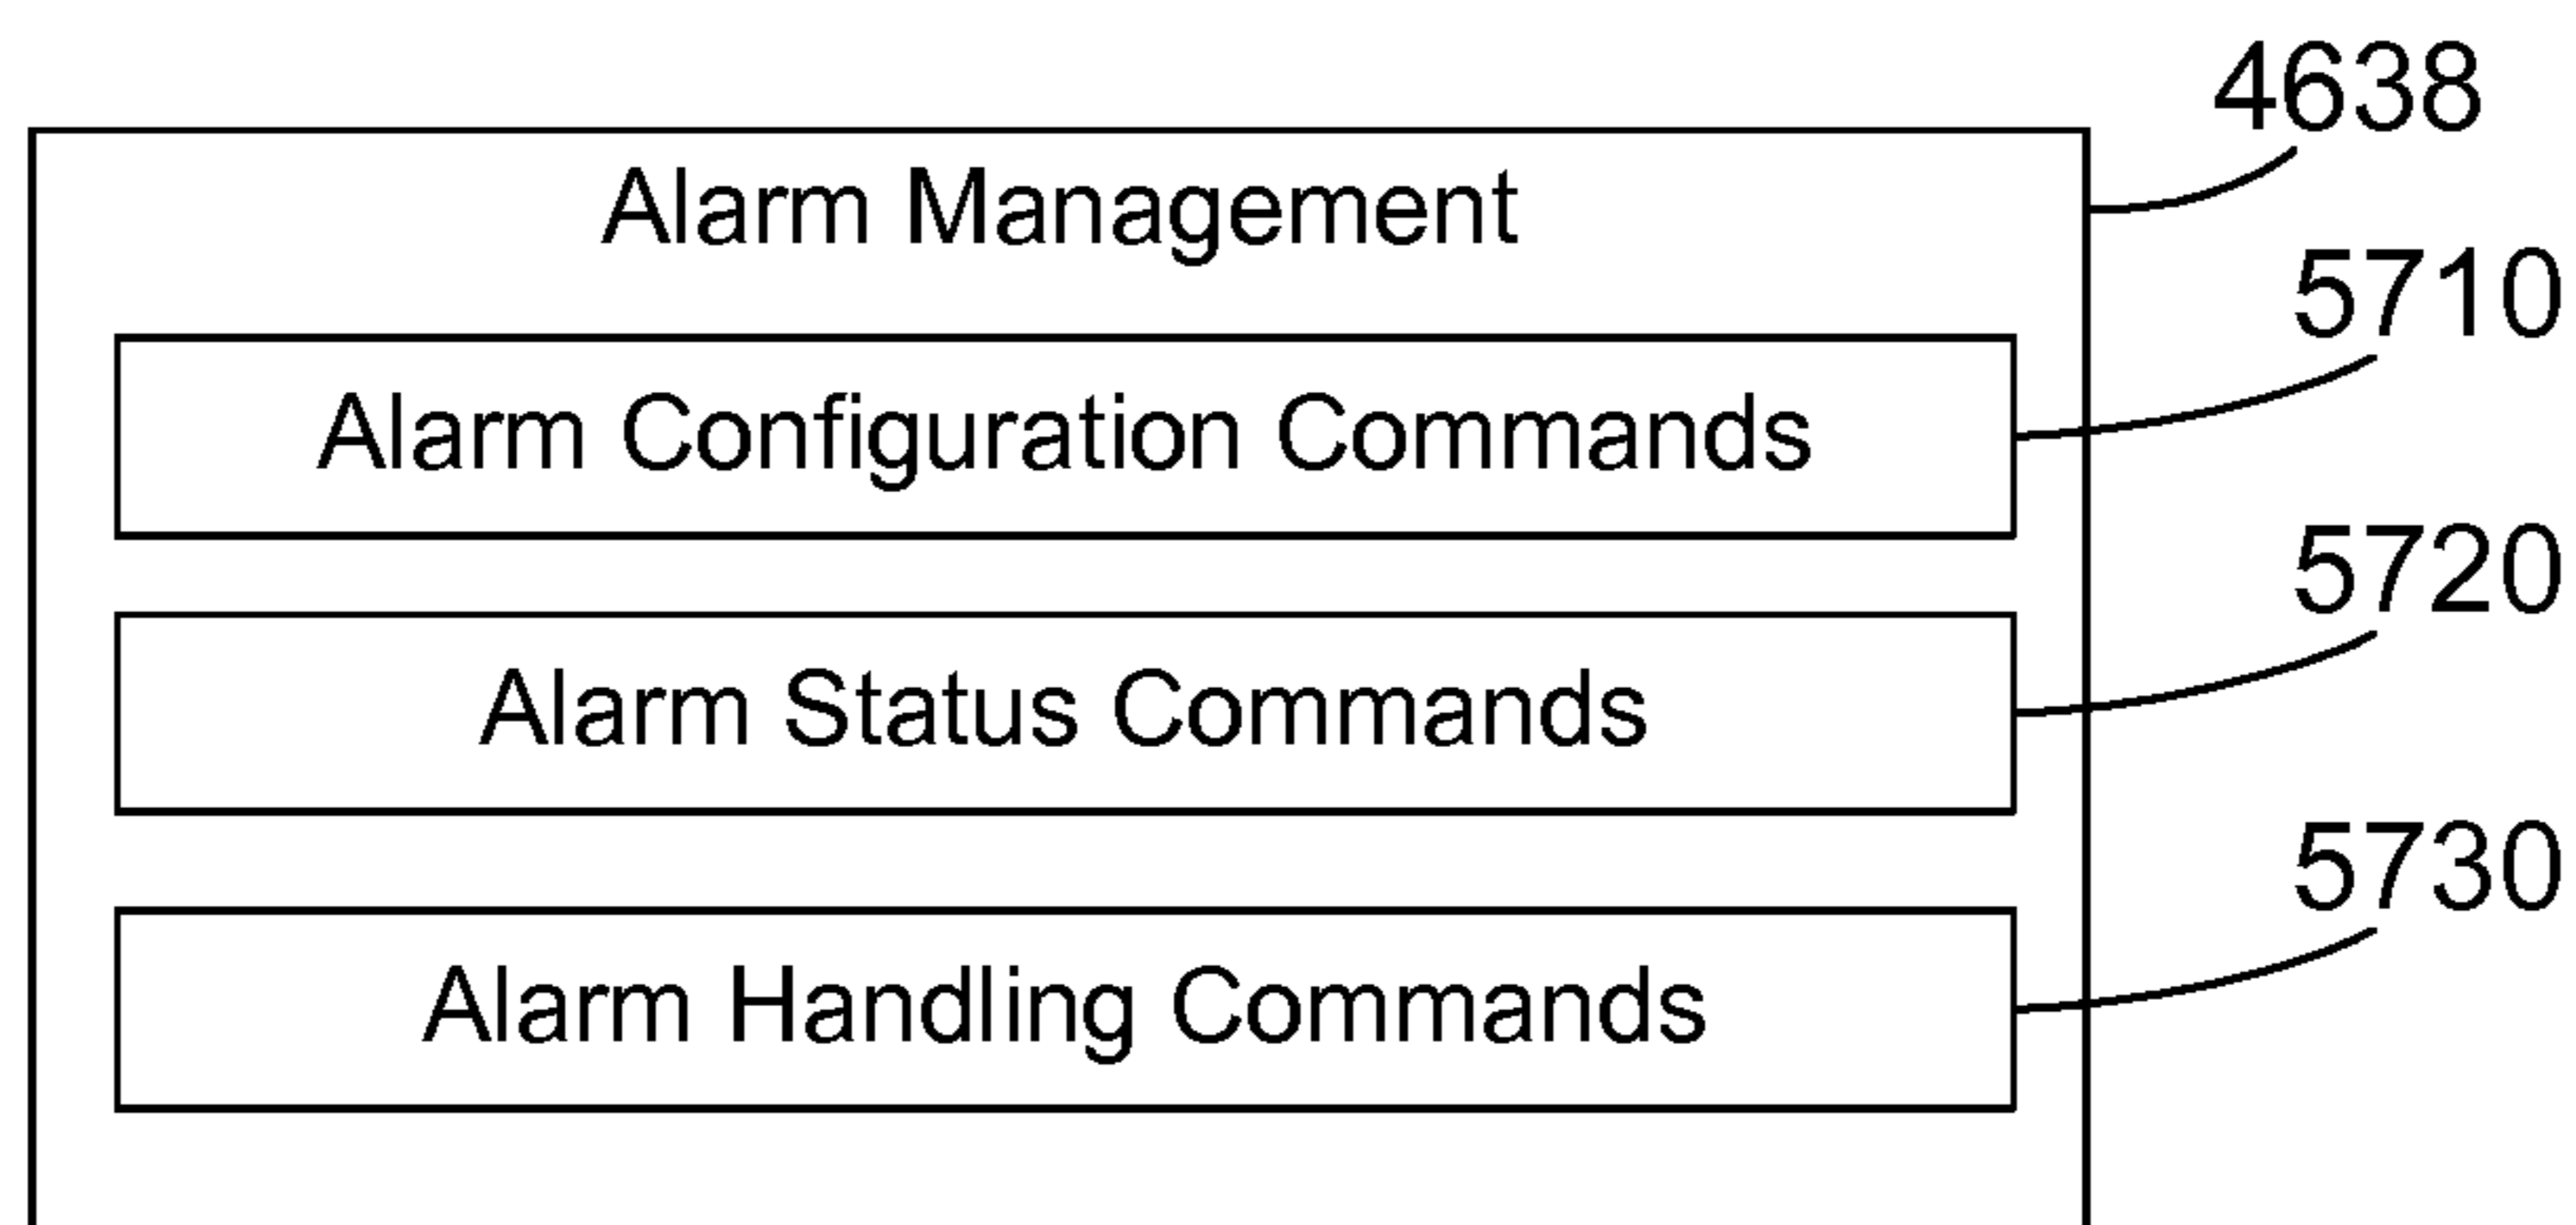 4638
Alarm Management
5710
Alarm Configuration Commands
5720
Alarm Status Commands
5730
Alarm Handling Commands